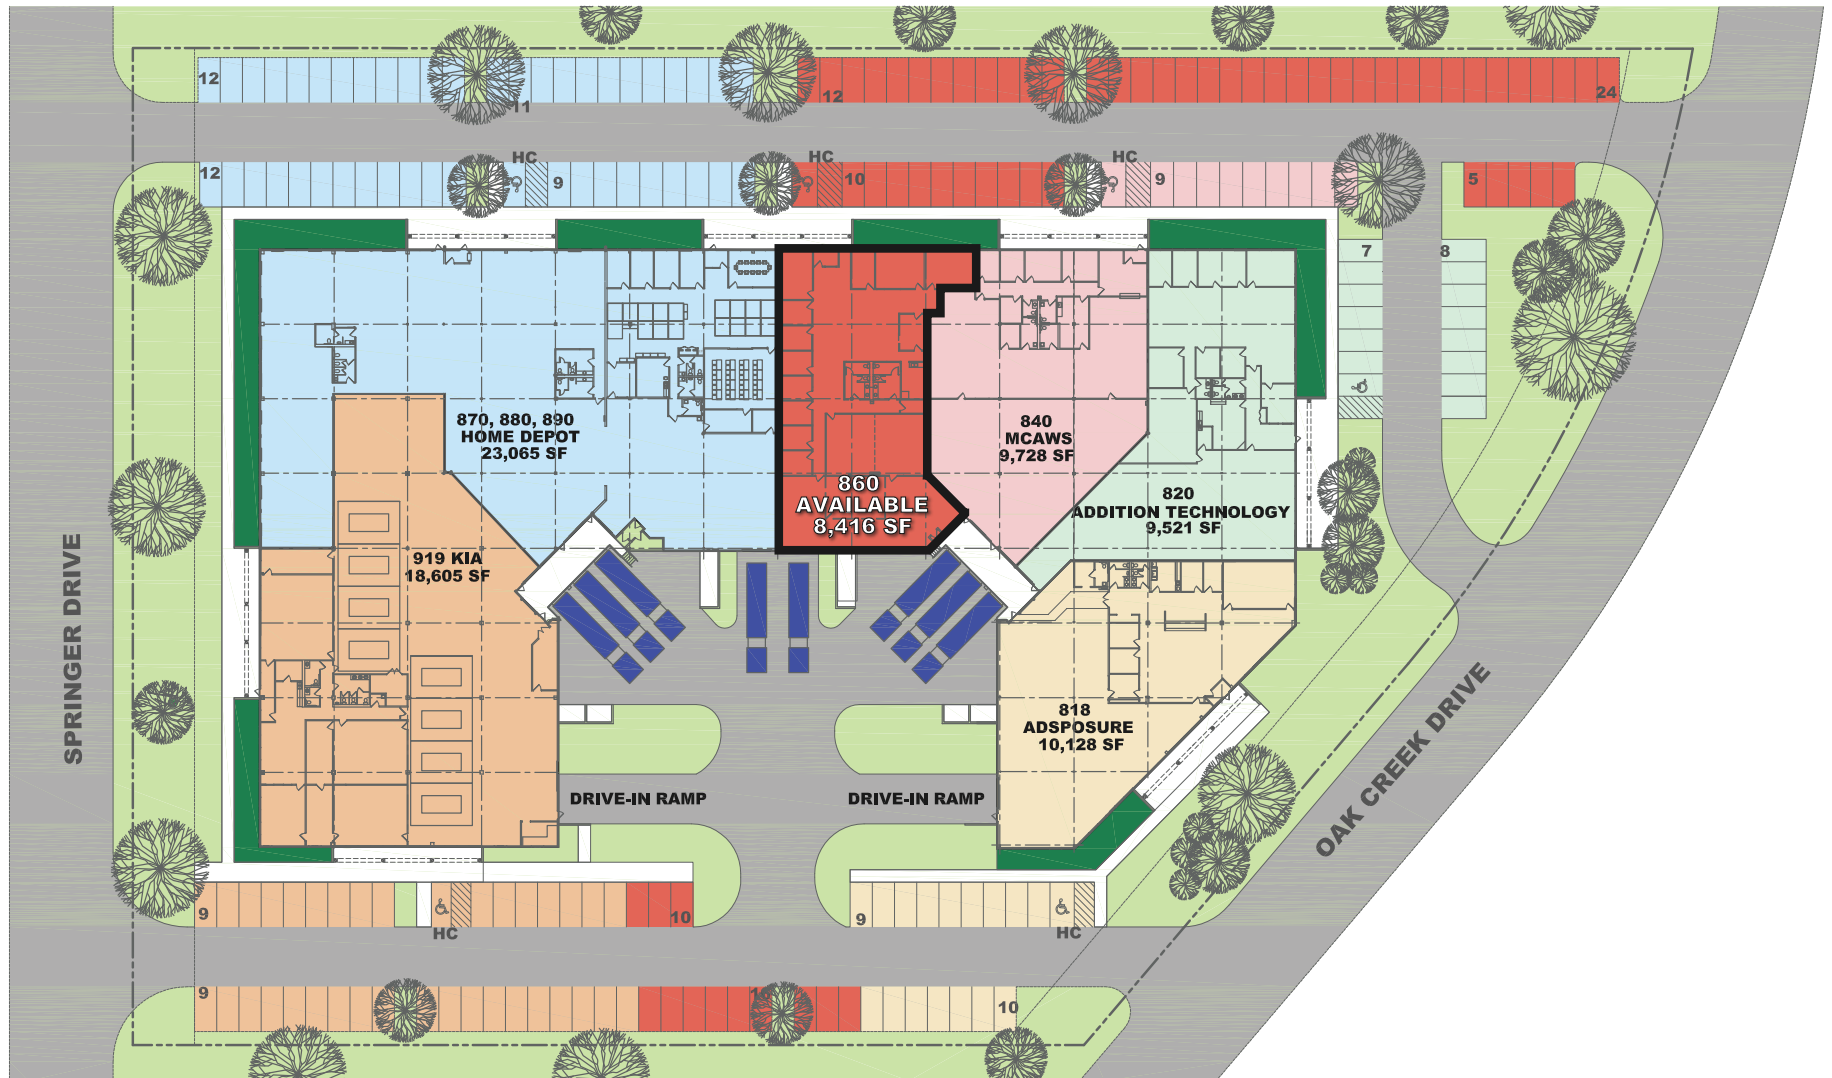 12
11
12
24
12
HC
9
HC
10
HC
9
5
7
8
870, 880, 890
HOME DEPOT
23,065 SF
860
AVAILABLE
8,416 SF
840
MCAWS
9,728 SF
820
ADDITION TECHNOLOGY
9,521 SF
919 KIA
18,605 SF
818
ADSPOSURE
10,128 SF
SPRINGER DRIVE
OAK CREEK DRIVE
DRIVE-IN RAMP
DRIVE-IN RAMP
9
HC
10
9
HC
9
10